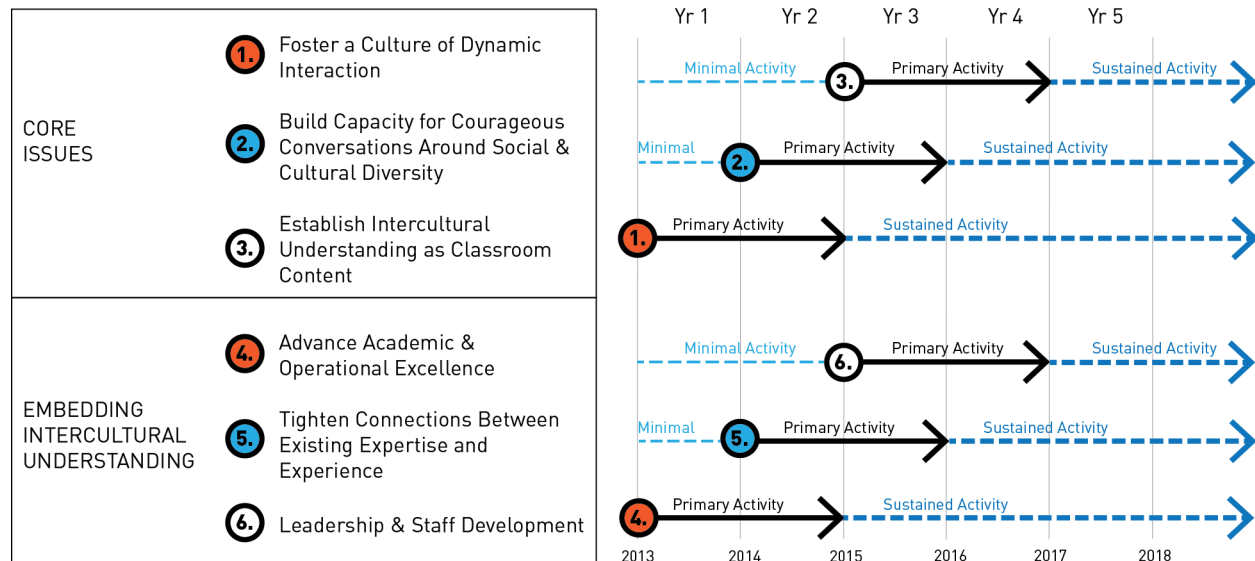 CORE
ISSUES
1.
Foster a Culture of Dynamic
Interaction
2.
Build Capacity for Courageous
Conversations Around Social &
Cultural Diversity
3.
Establish Intercultural
Understanding as Classroom
Content
EMBEDDING
INTERCULTURAL
UNDERSTANDING
4.
Advance Academic &
Operational Excellence
5.
Tighten Connections Between
Existing Expertise and
Experience
6.
Leadership & Staff Development
Yr 1 Yr 2 Yr 3 Yr 4 Yr 5
Minimal Activity 3. Primary Activity Sustained Activity
Minimal 2. Primary Activity Sustained Activity
1. Primary Activity Sustained Activity
Minimal Activity 6. Primary Activity Sustained Activity
Minimal 5. Primary Activity Sustained Activity
4. Primary Activity Sustained Activity
2013 2014 2015 2016 2017 2018